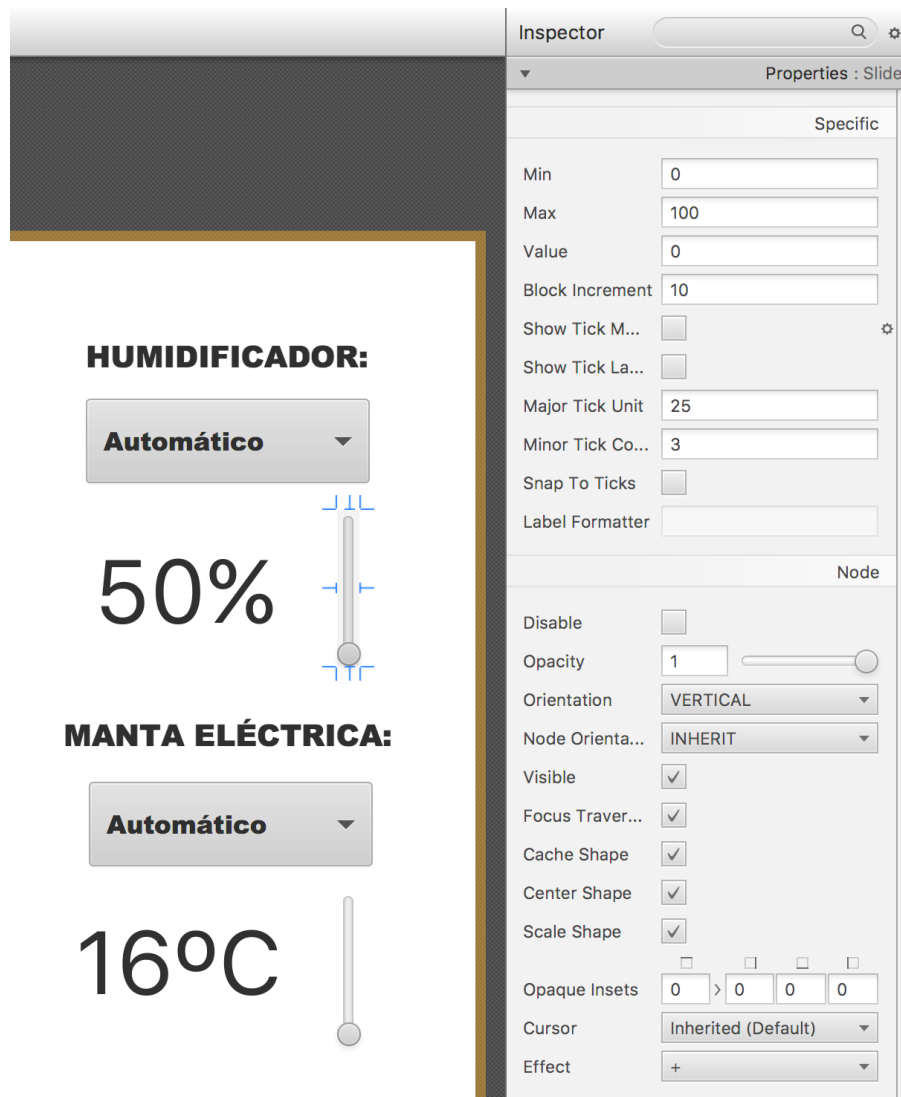 HUMIDIFICADOR:
Automático
50%
MANTA ELÉCTRICA:
Automático
16ºC
Inspector
Properties : Slide
Specific
Min 0
Max 100
Value 0
Block Increment 10
Show Tick M...
Show Tick La...
Major Tick Unit 25
Minor Tick Co... 3
Snap To Ticks
Label Formatter
Node
Disable
Opacity 1
Orientation VERTICAL
Node Orienta... INHERIT
Visible
Focus Traver...
Cache Shape
Center Shape
Scale Shape
Opaque Insets 0 > 0 0 0
Cursor Inherited (Default)
Effect +